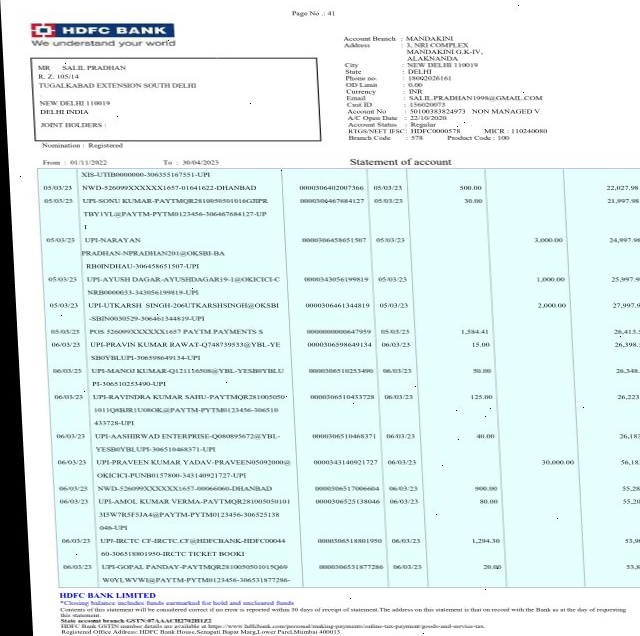 Page No .: 41
HDFC BANK
We understand your world
MR SALIL PRADHAN
R. Z. 105/14
TUGALKABAD EXTENSION SOUTH DELHI
NEW DELHI 110019
DELHI INDIA
JOINT HOLDERS :
Nomination : Registered
Account Branch : MANDAKINI
Address : 3, NRI COMPLEX
MANDAKINI G.K-IV,
ALAKNANDA
City : NEW DELHI 110019
State : DELHI
Phone no. : 18002026161
OD Limit : 0.00
Currency : INR
Email : SALIL.PRADHAN1998@GMAIL.COM
Cust ID : 156020073
Account No : 50100383824973 NON MANAGED V
A/C Open Date : 22/10/2020
Account Status : Regular
RTGS/NEFT IFSC: HDFC0000578 MICR : 110240080
Branch Code : 578 Product Code : 100
From : 01/11/2022 To : 30/04/2023 Statement of account
XIS-UTIB0000000-306355167551-UPI
05/03/23 NWD-526099XXXXXX1657-01641622-DHANBAD 0000306402007366 05/03/23 500.00 22,027.98
05/03/23 UPI-SONU KUMAR-PAYTMQR2810050501016GJIPR 0000306467684127 05/03/23 30.00 21,997.98
TBY1YL@PAYTM-PYTM0123456-306467684127-UP
I
05/03/23 UPI-NARAYAN 0000306458651507 05/03/23 3,000.00 24,997.9
PRADHAN-NPRADHAN201@OKSBI-BA
RB0INDHAU-306458651507-UPI
05/03/23 UPI-AYUSH DAGAR-AYUSHDAGAR19-1@OKICICI-C 0000343056199819 05/03/23 1,000.00 25,997.9
NRB0000033-343056199819-UPI
05/03/23 UPI-UTKARSH SINGH-206UTKARSHSINGH@OKSBI 0000306461344819 05/03/23 2,000.00 27,997.9
-SBIN0030529-306461344819-UPI
05/03/23 POS 526099XXXXXX1657 PAYTM PAYMENTS S 0000000000647959 05/03/23 1,584.41 26,413.5
06/03/23 UPI-PRAVIN KUMAR RAWAT-Q748739533@YBL-YE 0000306598649134 06/03/23 15.00 26,398.
SB0YBLUPI-306598649134-UPI
06/03/23 UPI-MANOJ KUMAR-Q121156508@YBL-YESB0YBLU 0000306510253490 06/03/23 50.00 26,348.
PI-306510253490-UPI
06/03/23 UPI-RAVINDRA KUMAR SAHU-PAYTMQR281005050 0000306510433728 06/03/23 125.00 26,223
1011Q8BJR1U08OK@PAYTM-PYTM0123456-306510
433728-UPI
06/03/23 UPI-AASHIRWAD ENTERPRISE-Q080895672@YBL- 0000306510468371 06/03/23 40.00 26,183
YESB0YBLUPI-306510468371-UPI
06/03/23 UPI-PRAVEEN KUMAR YADAV-PRAVEEN05092000@ 0000343140921727 06/03/23 30,000.00 56,18
OKICICI-PUNB0157800-343140921727-UPI
06/03/23 NWD-526099XXXXXX1657-00066060-DHANBAD 0000306517006604 06/03/23 900.00 55,28
06/03/23 UPI-AMOL KUMAR VERMA-PAYTMQR281005050101 0000306525138046 06/03/23 80.00 55,20
3I5W7R5F5JA4@PAYTM-PYTM0123456-306525138
046-UPI
06/03/23 UPI-IRCTC CF-IRCTC.CF@HDFCBANK-HDFC00044 0000306518801950 06/03/23 1,294.30 53,90
60-306518801950-IRCTC TICKET BOOKI
06/03/23 UPI-GOPAL PANDAY-PAYTMQR2810050501015Q69 0000306531877286 06/03/23 20.00 53,8
W0YLWVWI@PAYTM-PYTM0123456-306531877286-
HDFC BANK LIMITED
*Closing balance includes funds earmarked for hold and uncleared funds
Contents of this statement will be considered correct if no error is reported within 30 days of receipt of statement.The address on this statement is that on record with the Bank as at the day of requesting
this statement.
State account branch GSTN:07AAACH2702H1Z2
HDFC Bank GSTIN number details are available at https://www.hdfcbank.com/personal/making-payments/online-tax-payment/goods-and-service-tax.
Registered Office Address: HDFC Bank House,Senapati Bapat Marg,Lower Parel,Mumbai 400013